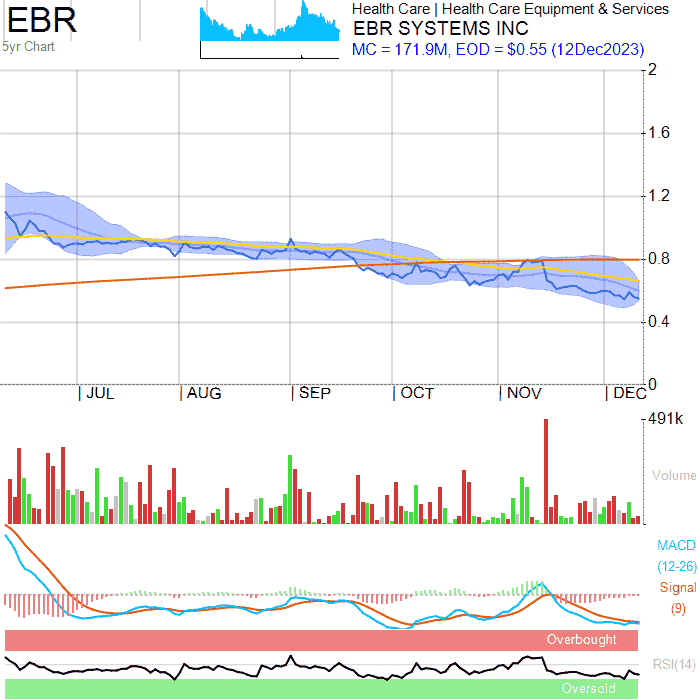 EBR
5yr Chart
Health Care | Health Care Equipment & Services
EBR SYSTEMS INC
MC = 171.9M, EOD = $0.55 (12Dec2023)
2
1.6
1.2
0.8
0.4
0
| JUL | AUG | SEP | OCT | NOV | DEC
491k
Volume
MACD
(12-26)
Signal
(9)
Overbought
RSI(14)
Oversold